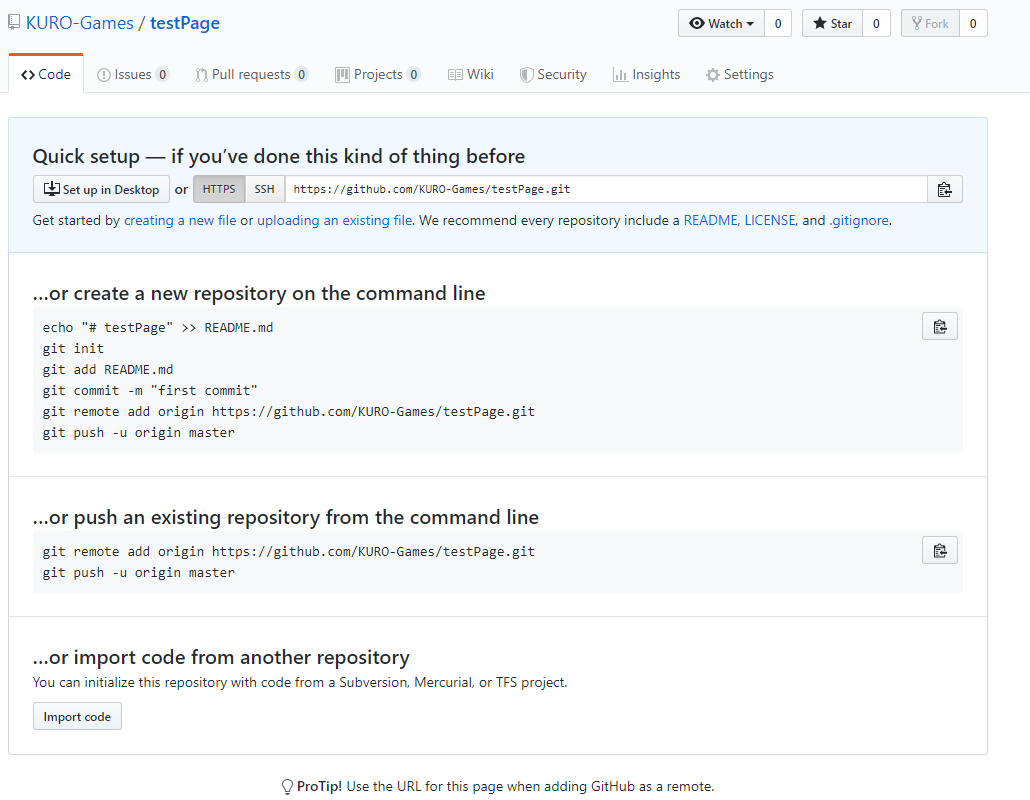 KURO-Games / testPage
Watch 0 Star 0 Fork 0
Code Issues 0 Pull requests 0 Projects 0 Wiki Security Insights Settings
Quick setup — if you’ve done this kind of thing before
Set up in Desktop or HTTPS SSH https://github.com/KURO-Games/testPage.git
Get started by creating a new file or uploading an existing file. We recommend every repository include a README, LICENSE, and .gitignore.
…or create a new repository on the command line
echo "# testPage" >> README.md
git init
git add README.md
git commit -m "first commit"
git remote add origin https://github.com/KURO-Games/testPage.git
git push -u origin master
…or push an existing repository from the command line
git remote add origin https://github.com/KURO-Games/testPage.git
git push -u origin master
…or import code from another repository
You can initialize this repository with code from a Subversion, Mercurial, or TFS project.
Import code
ProTip! Use the URL for this page when adding GitHub as a remote.